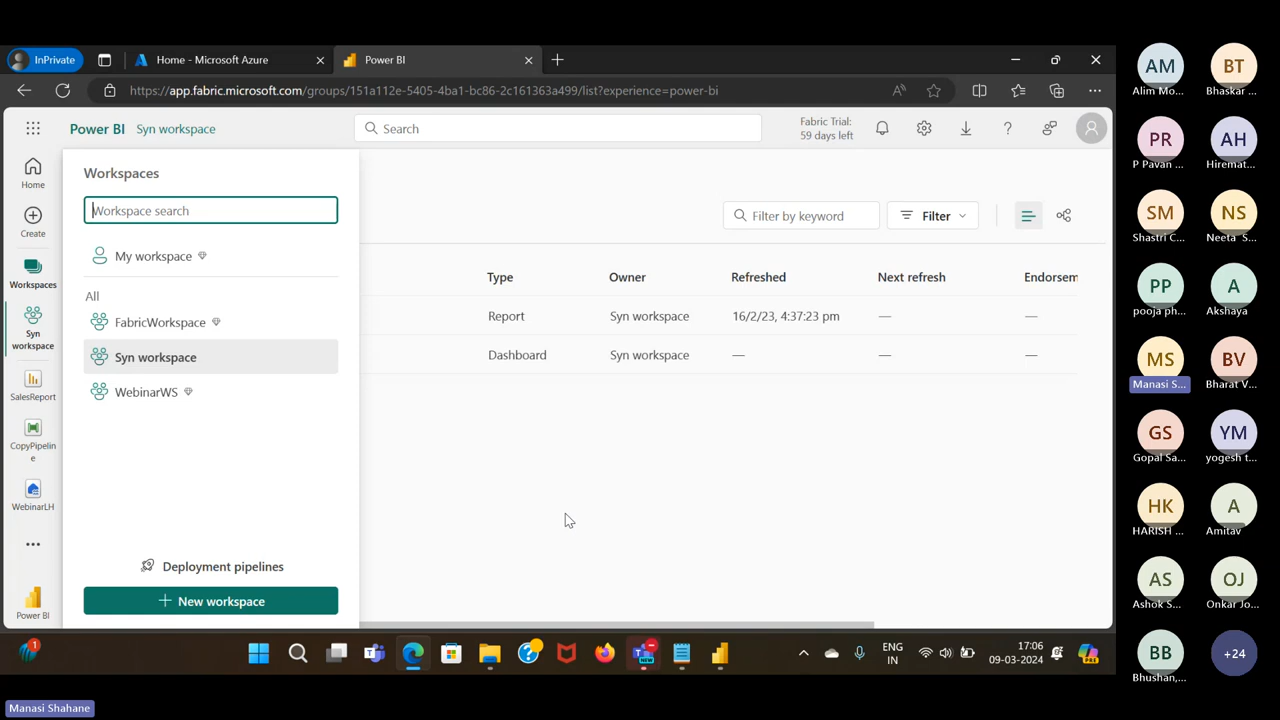 InPrivate
Home - Microsoft Azure
Power BI
https://app.fabric.microsoft.com/groups/151a112e-5405-4ba1-bc86-2c161363a499/list?experience=power-bi
Power BI Syn workspace
Search
Fabric Trial:
59 days left
Home
Create
Workspaces
Syn
workspace
SalesReport
CopyPipelin
e
WebinarLH
Power BI
Workspaces
Workspace search
My workspace
All
FabricWorkspace
Syn workspace
WebinarWS
Deployment pipelines
New workspace
Filter by keyword
Filter
Type Owner Refreshed Next refresh Endorsem
Report Syn workspace 16/2/23, 4:37:23 pm — —
Dashboard Syn workspace — — —
1
NEW
ENG
IN
17:06
09-03-2024
PRE
AM
Alim Mo...
BT
Bhaskar ...
PR
P Pavan ...
AH
Hiremat...
SM
Shastri C...
NS
Neeta S...
PP
pooja ph...
A
Akshaya
MS
Manasi S...
BV
Bharat V...
GS
Gopal Sa...
YM
yogesh t...
HK
HARISH ...
A
Amitav
AS
Ashok S...
OJ
Onkar Jo...
BB
Bhushan,...
+24
Manasi Shahane